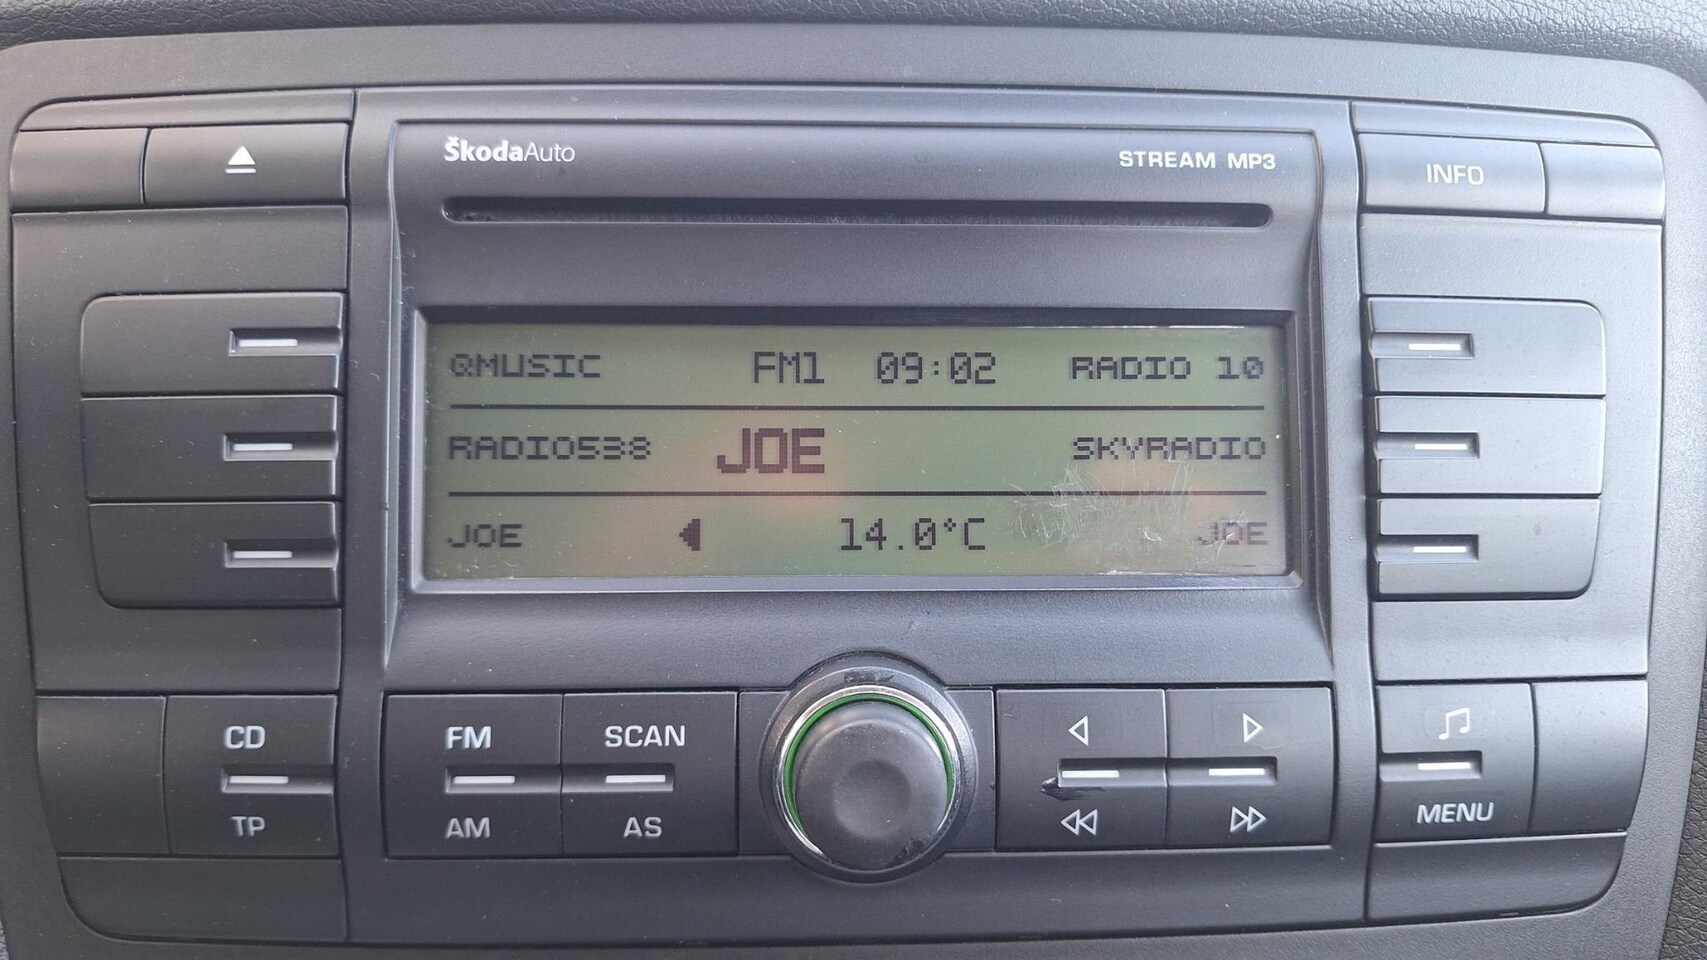 ŠkodaAuto STREAM MP3 INFO
QMUSIC FM1 09:02 RADIO 10
RADIO538 JOE SKYRADIO
JOE 14.0°C JOE
CD FM SCAN
TP AM AS MENU